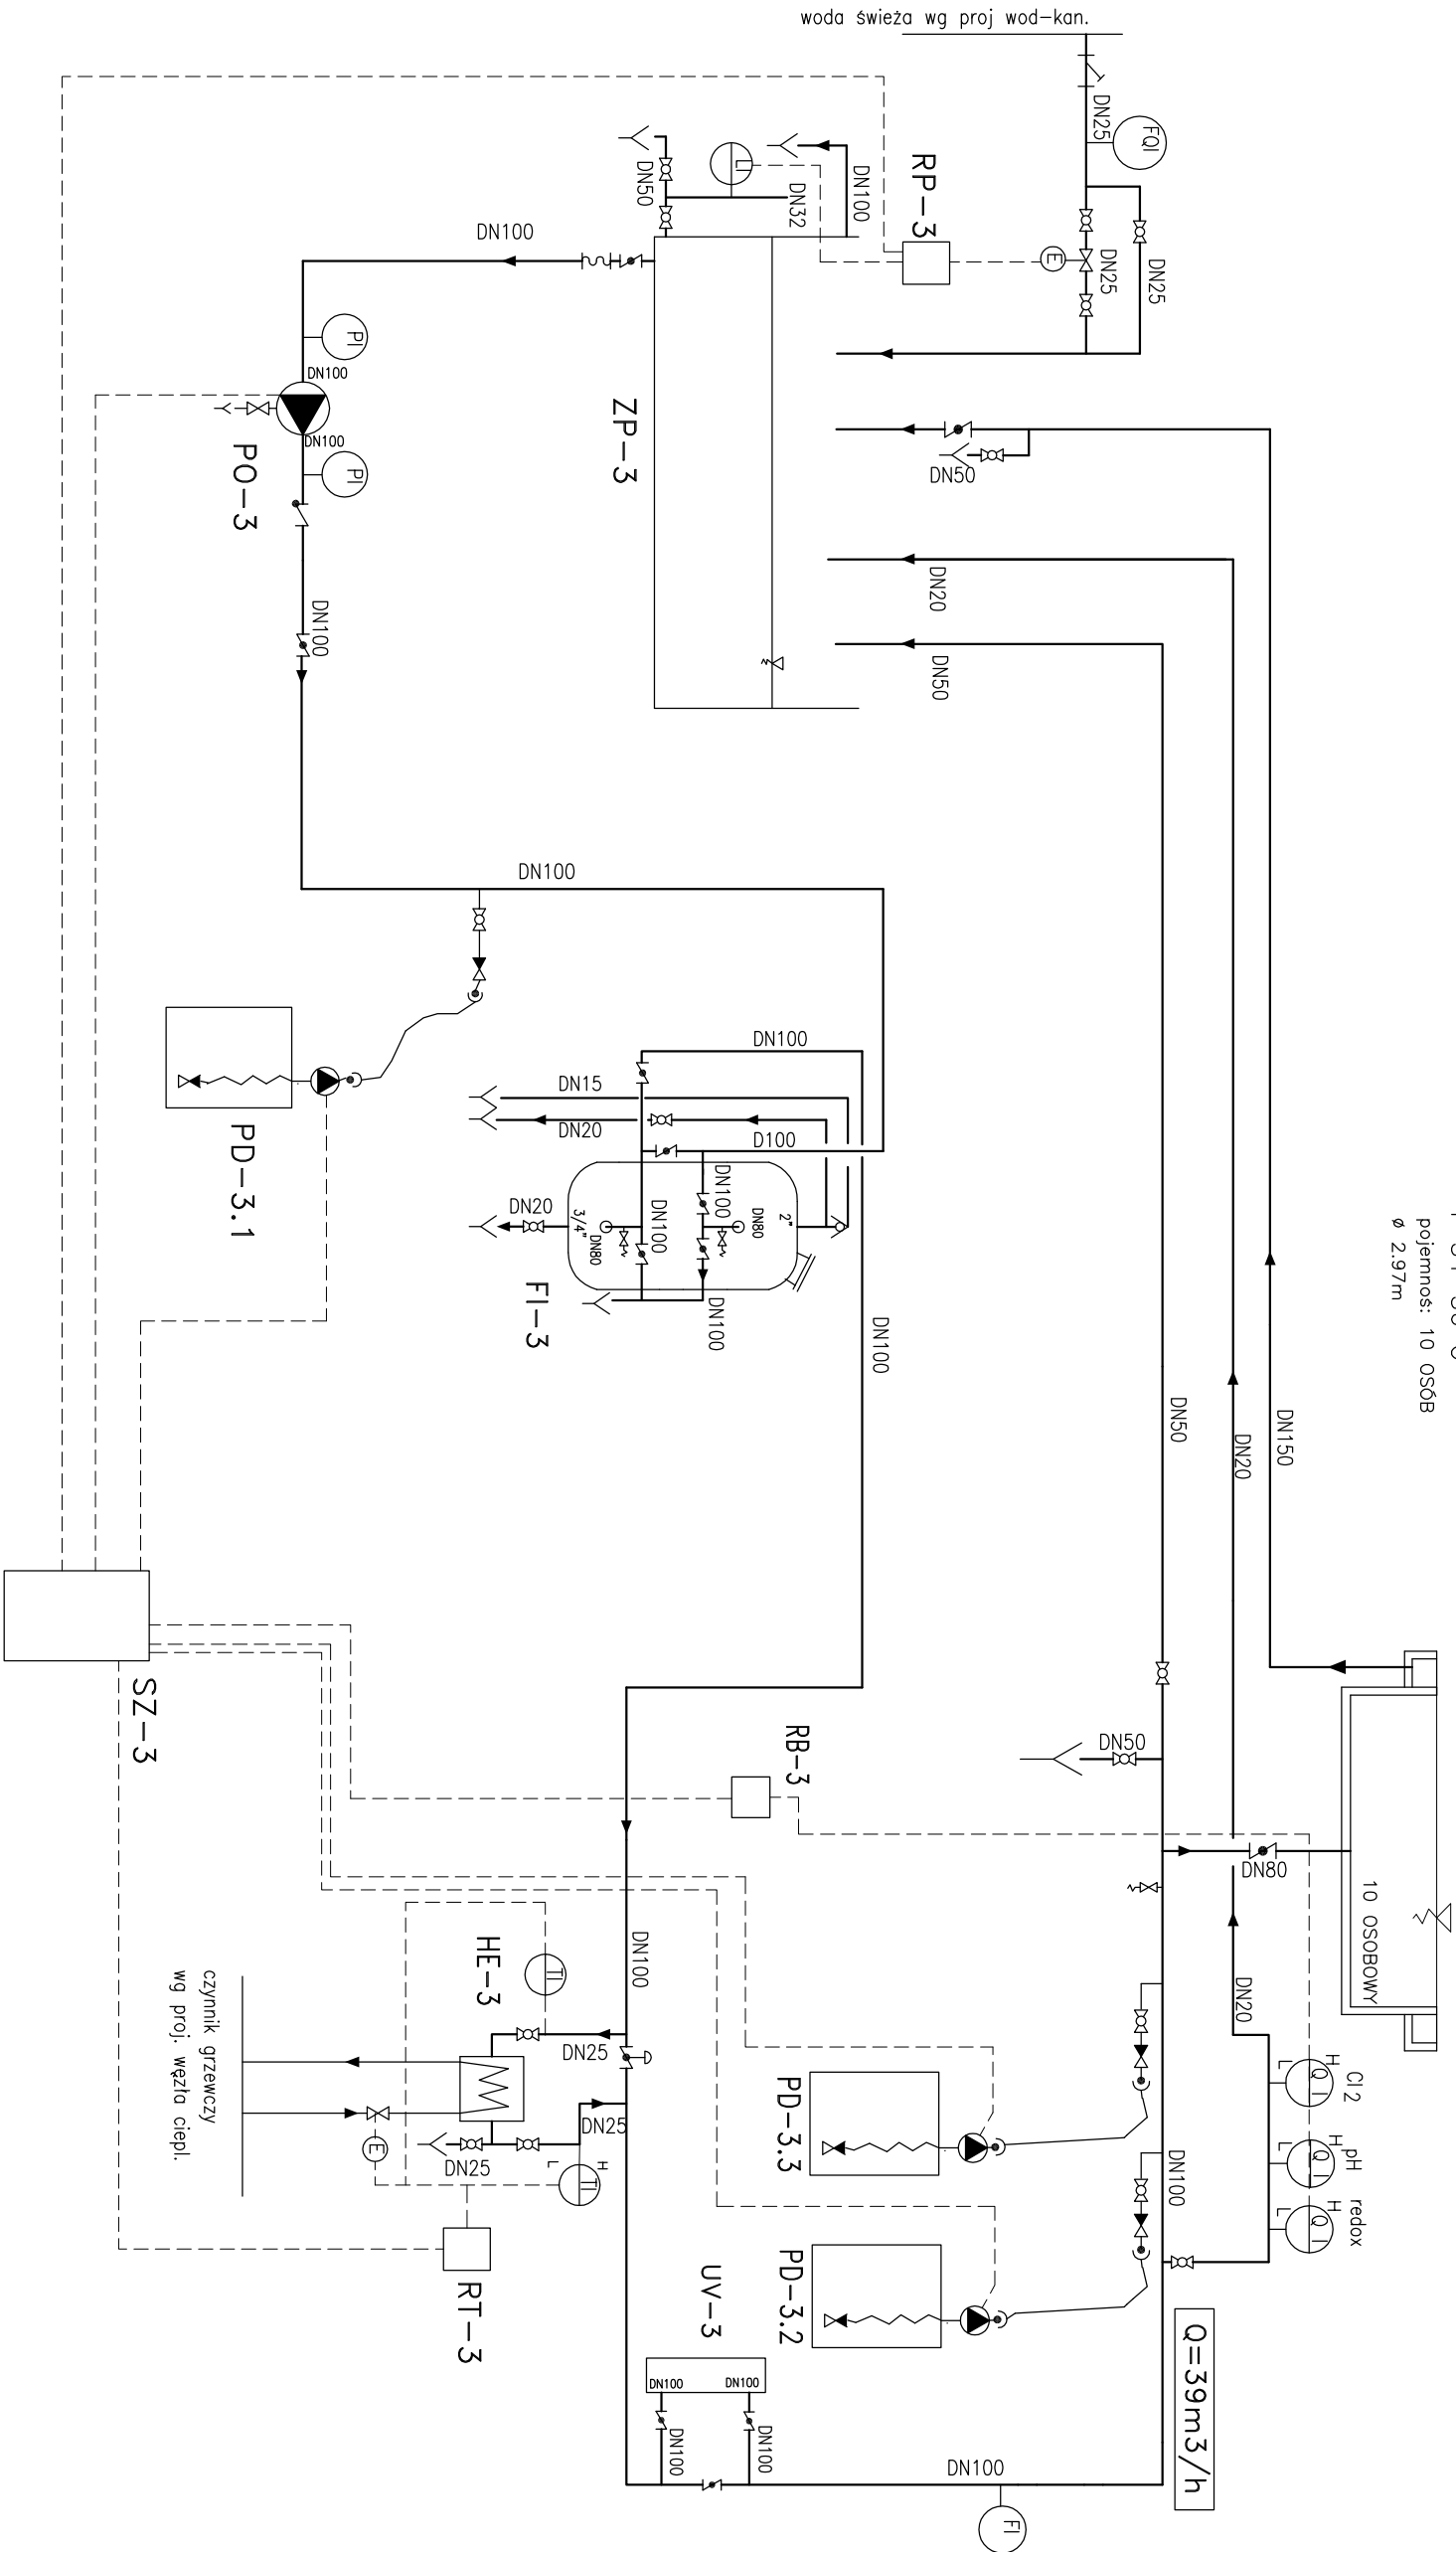 woda świeża wg proj wod-kan.
DN25
FQI
DN25
DN25
E
RP-3
DN100
DN32
LI
DN50
DN100
PI
DN100
DN100
PI
PO-3
DN100
ZP-3
DN50
DN20
DN50
DN100
PD-3.1
DN100
DN15
DN20
D100
DN20
3/4"
DN80
DN100
DN100
DN80
2"
DN100
FI-3
DN100
pojemnoś: 10 OSÓB
ø 2.97m
DN50
DN20
DN150
SZ-3
RB-3
DN50
DN80
10 OSOBOWY
DN20
DN100
HE-3
TI
DN25
DN25
DN25
E
H
L
TI
czynnik grzewczy
wg proj. węzła ciepl.
RT-3
PD-3.3
PD-3.2
DN100
Cl2
H
L
QI
pH
H
L
QI
redox
H
L
QI
Q=39m3/h
UV-3
DN100
DN100
DN100
DN100
DN100
FI